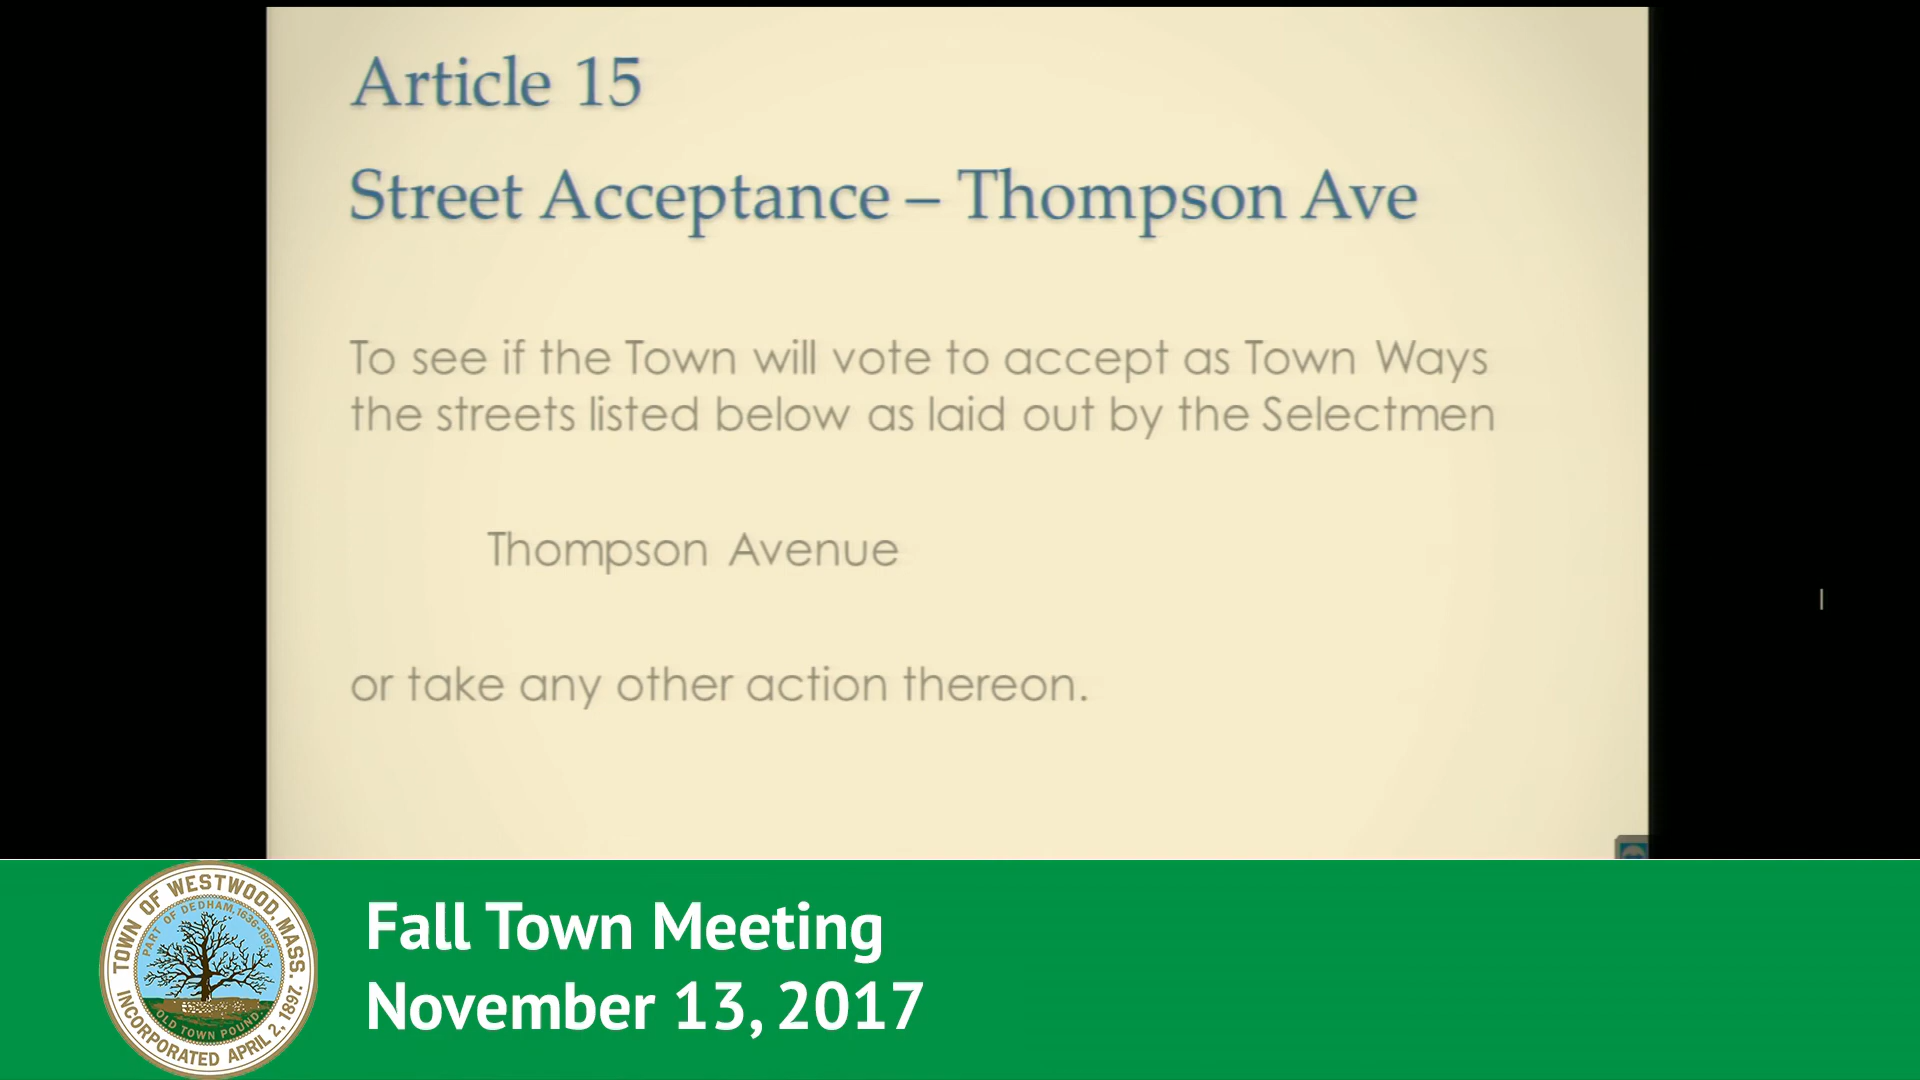 Article 15
Street Acceptance – Thompson Ave
To see if the Town will vote to accept as Town Ways
the streets listed below as laid out by the Selectmen
Thompson Avenue
or take any other action thereon.
TOWN OF WESTWOOD, MASS.
PART OF DEDHAM, 1636-1897.
OLD TOWN POUND.
INCORPORATED APRIL 2, 1897.
Fall Town Meeting
November 13, 2017